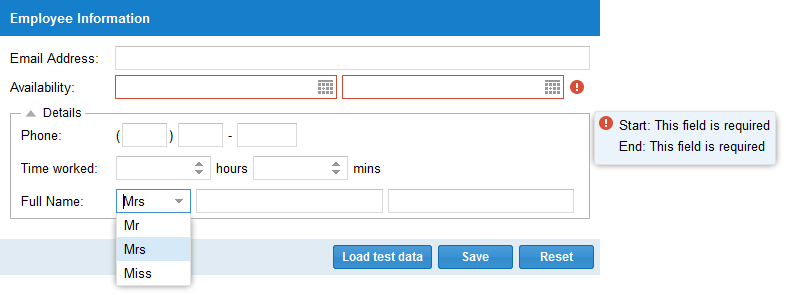 Employee Information
Email Address:
Availability:
Details
Phone: ( ) -
Start: This field is required
End: This field is required
Time worked: hours mins
Full Name: Mrs
Mr
Mrs
Miss
Load test data Save Reset